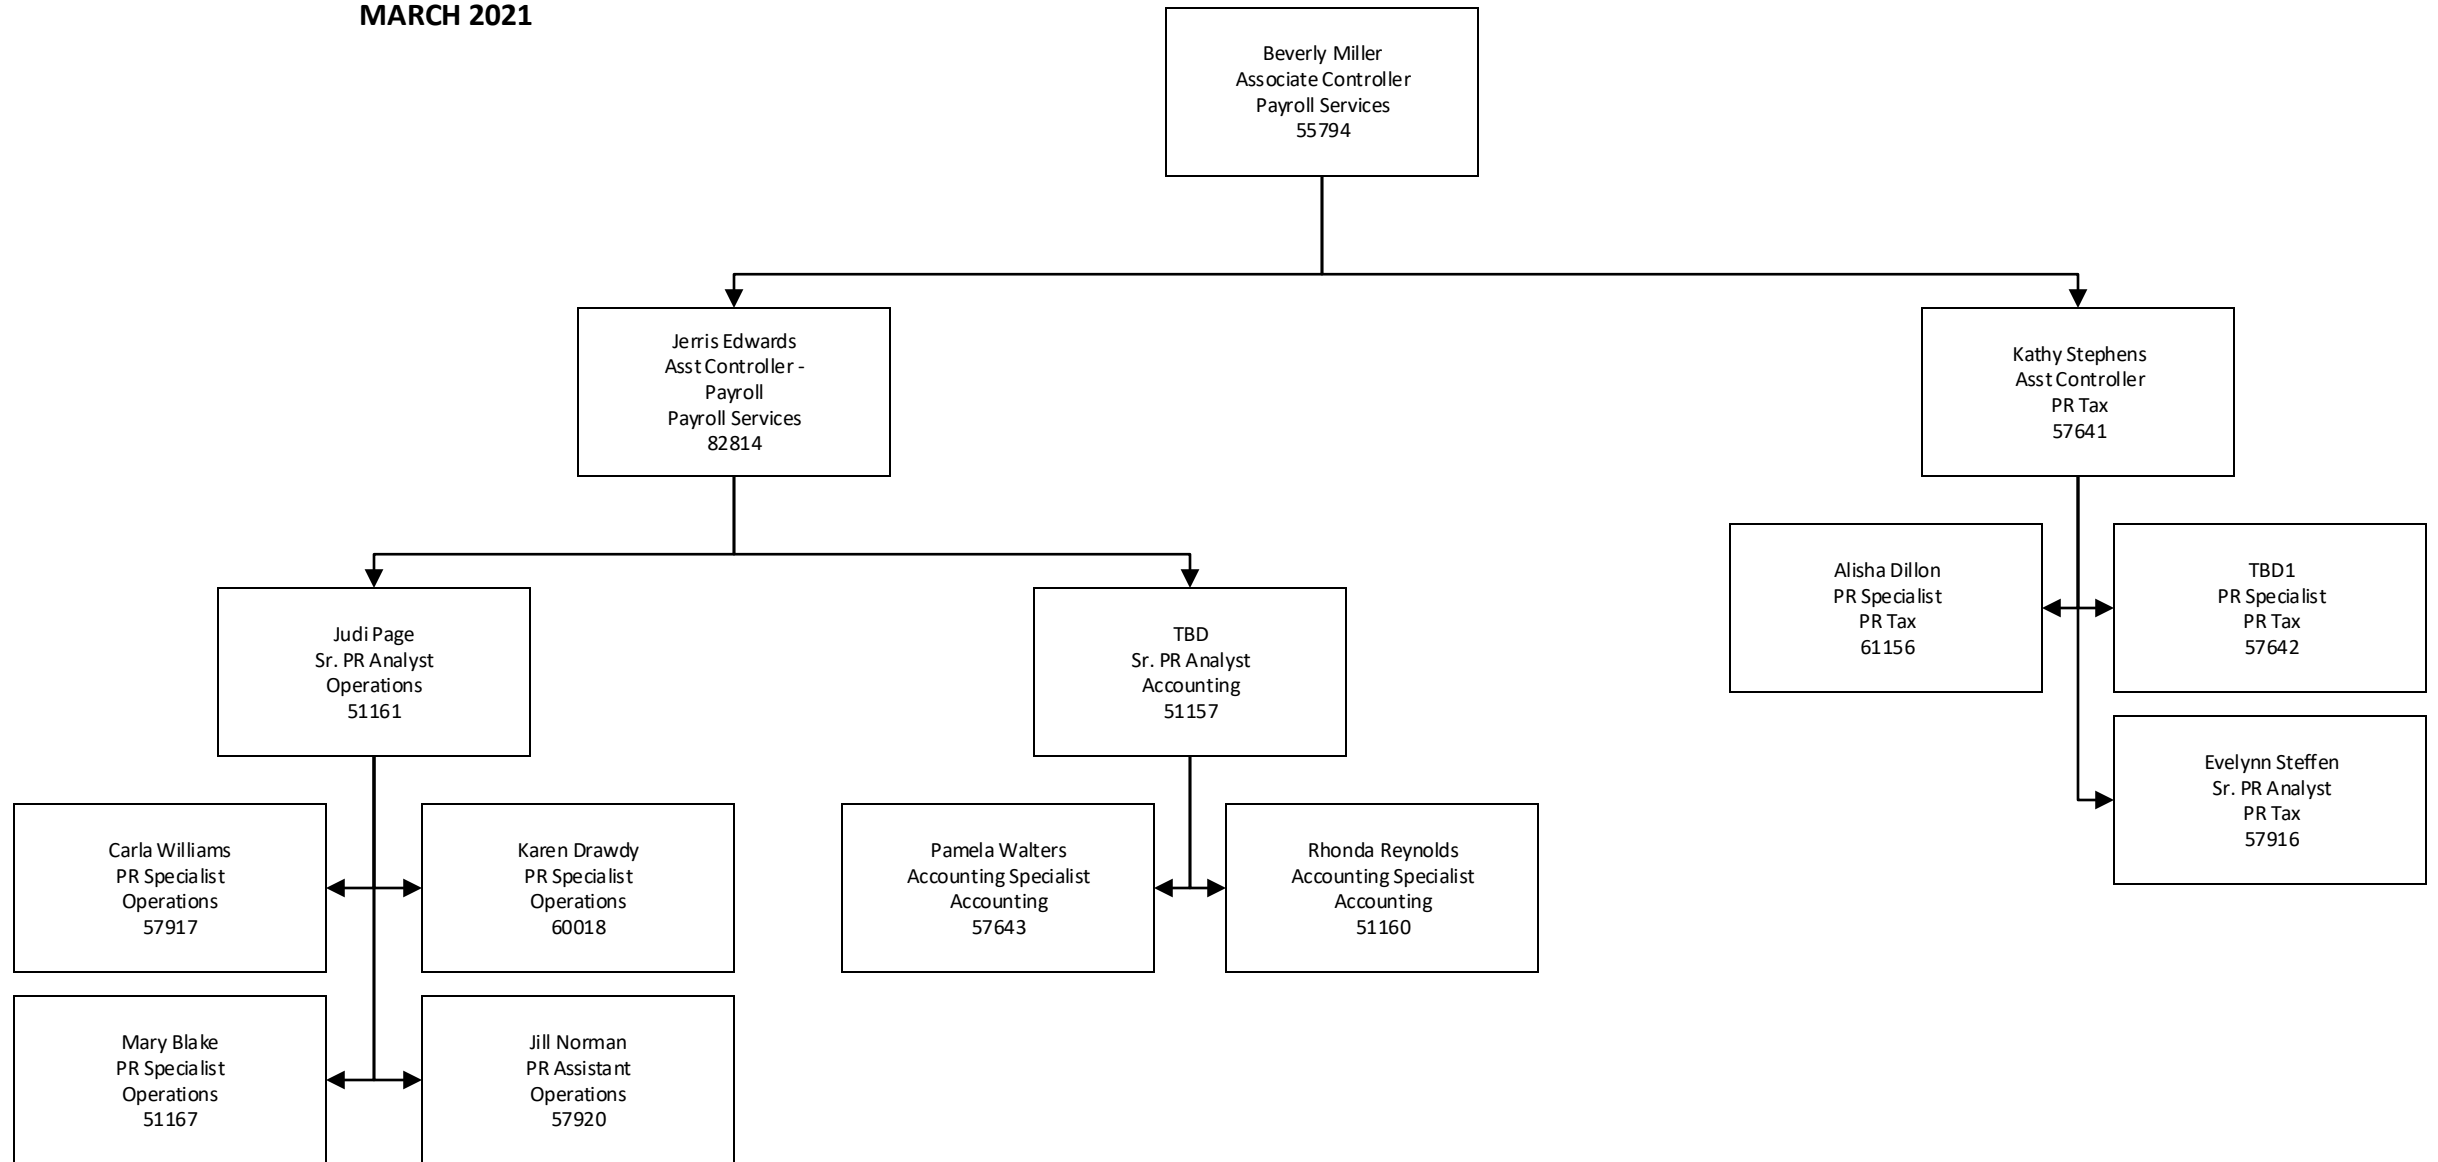 MARCH 2021
Beverly Miller
Associate Controller
Payroll Services
55794
Jerris Edwards
Asst Controller -
Payroll
Payroll Services
82814
Kathy Stephens
Asst Controller
PR Tax
57641
Alisha Dillon
PR Specialist
PR Tax
61156
TBD1
PR Specialist
PR Tax
57642
Judi Page
Sr. PR Analyst
Operations
51161
TBD
Sr. PR Analyst
Accounting
51157
Evelynn Steffen
Sr. PR Analyst
PR Tax
57916
Carla Williams
PR Specialist
Operations
57917
Karen Drawdy
PR Specialist
Operations
60018
Pamela Walters
Accounting Specialist
Accounting
57643
Rhonda Reynolds
Accounting Specialist
Accounting
51160
Mary Blake
PR Specialist
Operations
51167
Jill Norman
PR Assistant
Operations
57920